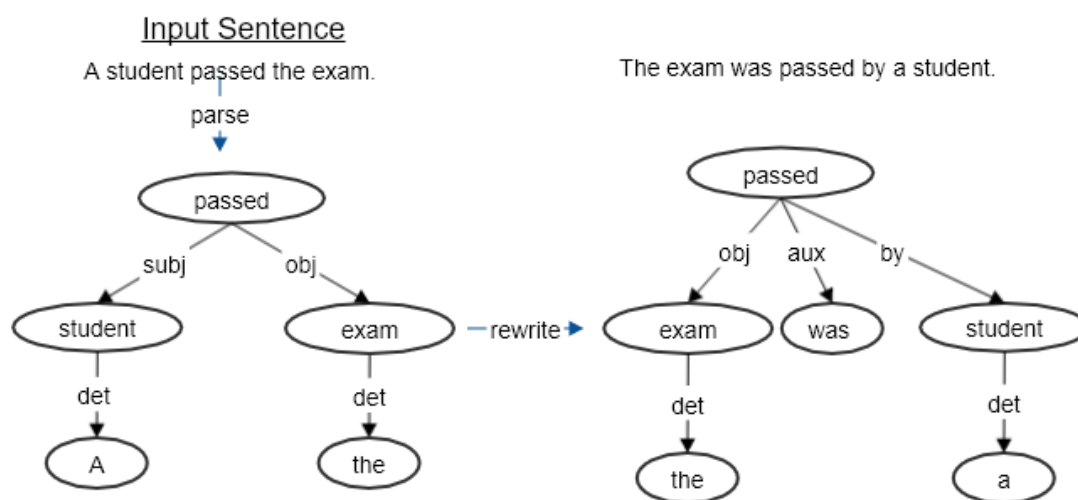 Input Sentence
A student passed the exam.
The exam was passed by a student.
parse
passed
passed
subj
obj
obj
aux
by
student
exam
rewrite
exam
was
student
det
det
det
det
A
the
the
a